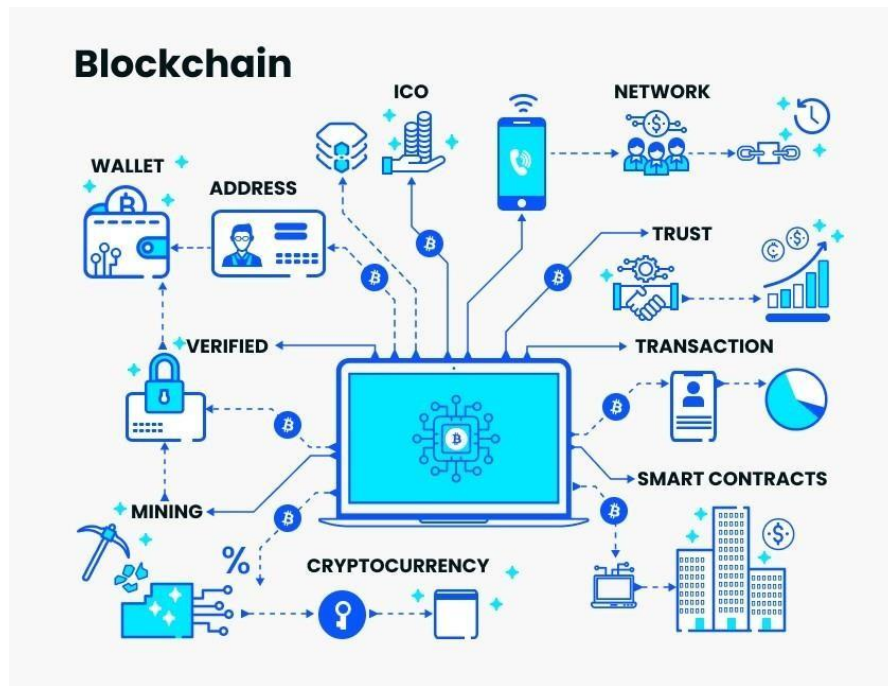 Blockchain
ICO
NETWORK
WALLET
ADDRESS
TRUST
VERIFIED
TRANSACTION
SMART CONTRACTS
MINING
%
CRYPTOCURRENCY